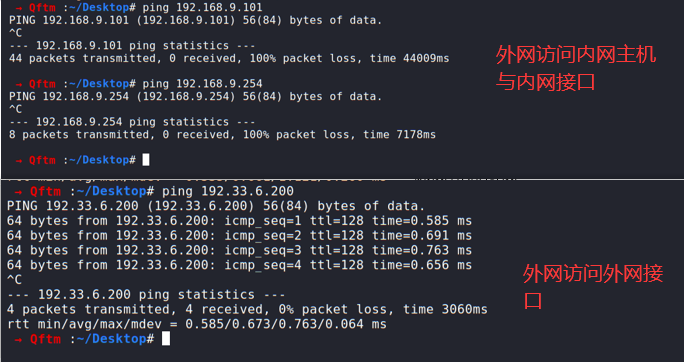 → Qftm :~/Desktop# ping 192.168.9.101
PING 192.168.9.101 (192.168.9.101) 56(84) bytes of data.
^C
--- 192.168.9.101 ping statistics ---
44 packets transmitted, 0 received, 100% packet loss, time 44009ms
→ Qftm :~/Desktop# ping 192.168.9.254
PING 192.168.9.254 (192.168.9.254) 56(84) bytes of data.
^C
--- 192.168.9.254 ping statistics ---
8 packets transmitted, 0 received, 100% packet loss, time 7178ms
→ Qftm :~/Desktop#
外网访问内网主机
与内网接口
→ Qftm :~/Desktop# ping 192.33.6.200
PING 192.33.6.200 (192.33.6.200) 56(84) bytes of data.
64 bytes from 192.33.6.200: icmp_seq=1 ttl=128 time=0.585 ms
64 bytes from 192.33.6.200: icmp_seq=2 ttl=128 time=0.691 ms
64 bytes from 192.33.6.200: icmp_seq=3 ttl=128 time=0.763 ms
64 bytes from 192.33.6.200: icmp_seq=4 ttl=128 time=0.656 ms
^C
--- 192.33.6.200 ping statistics ---
4 packets transmitted, 4 received, 0% packet loss, time 3060ms
rtt min/avg/max/mdev = 0.585/0.673/0.763/0.064 ms
→ Qftm :~/Desktop#
外网访问外网接
口